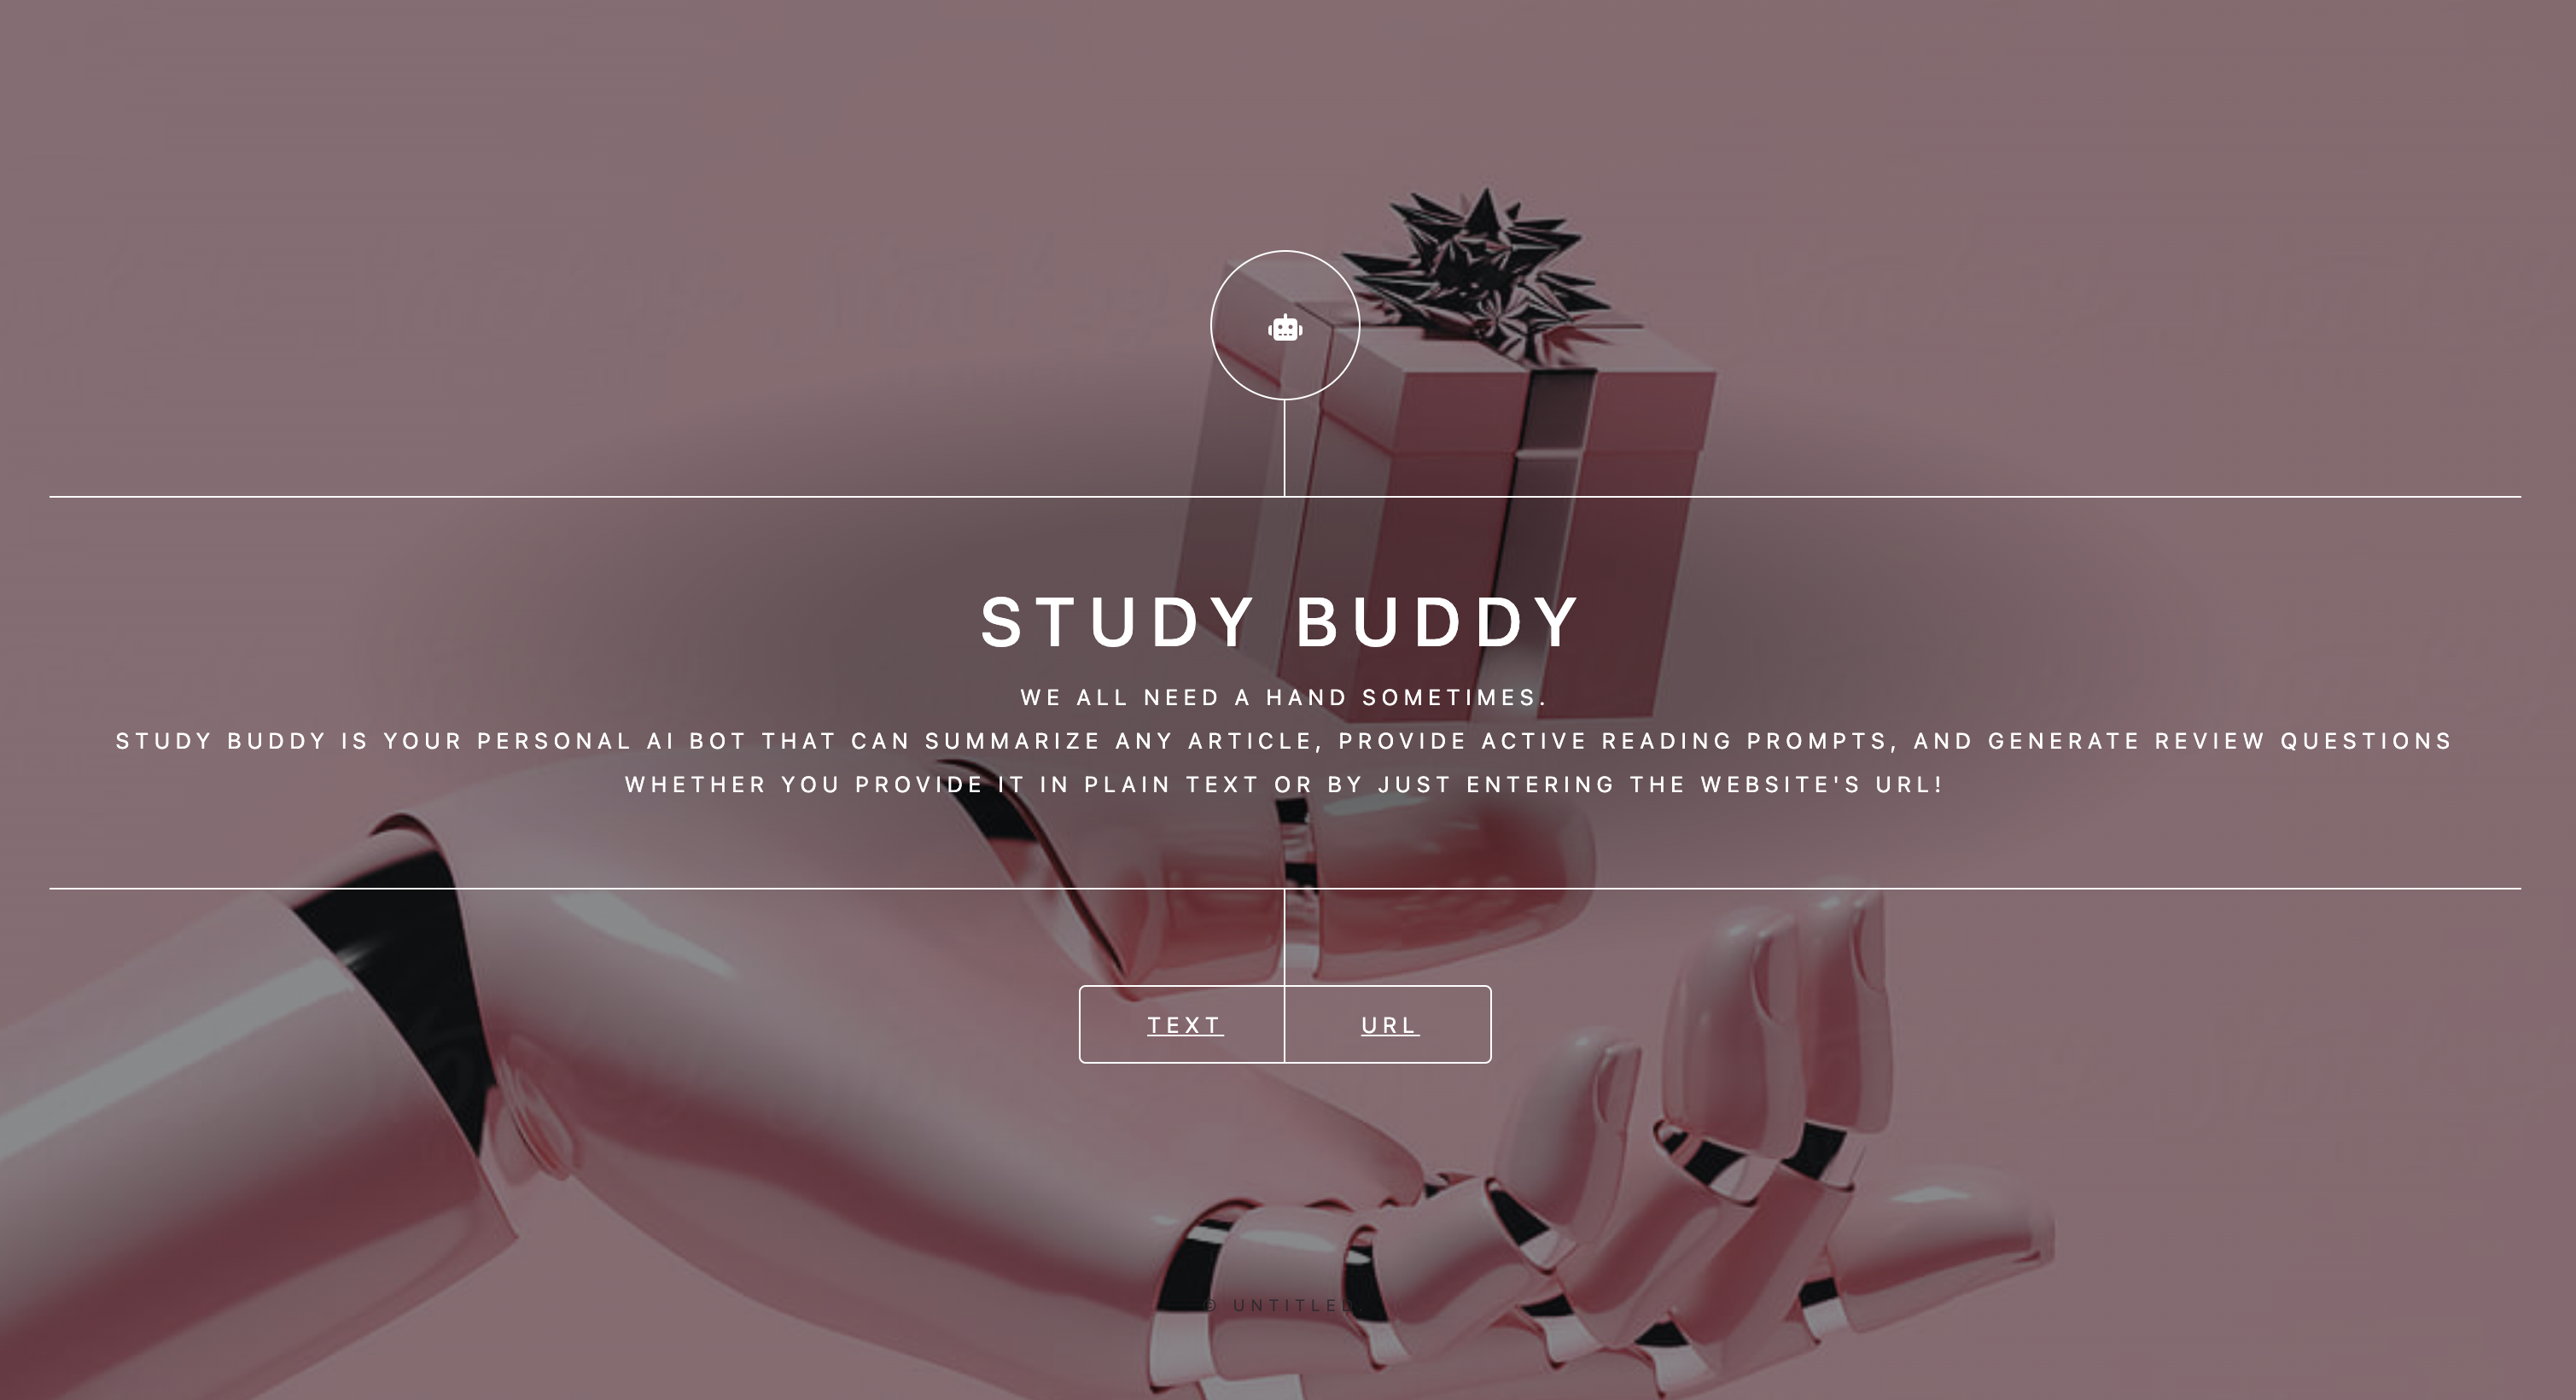 STUDY BUDDY
WE ALL NEED A HAND SOMETIMES.
STUDY BUDDY IS YOUR PERSONAL AI BOT THAT CAN SUMMARIZE ANY ARTICLE, PROVIDE ACTIVE READING PROMPTS, AND GENERATE REVIEW QUESTIONS
WHETHER YOU PROVIDE IT IN PLAIN TEXT OR BY JUST ENTERING THE WEBSITE'S URL!
TEXT URL
© UNTITLED